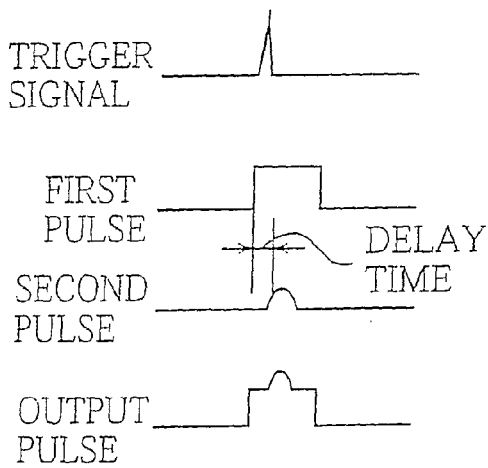 TRIGGER
SIGNAL
FIRST
PULSE
DELAY
TIME
SECOND
PULSE
OUTPUT
PULSE